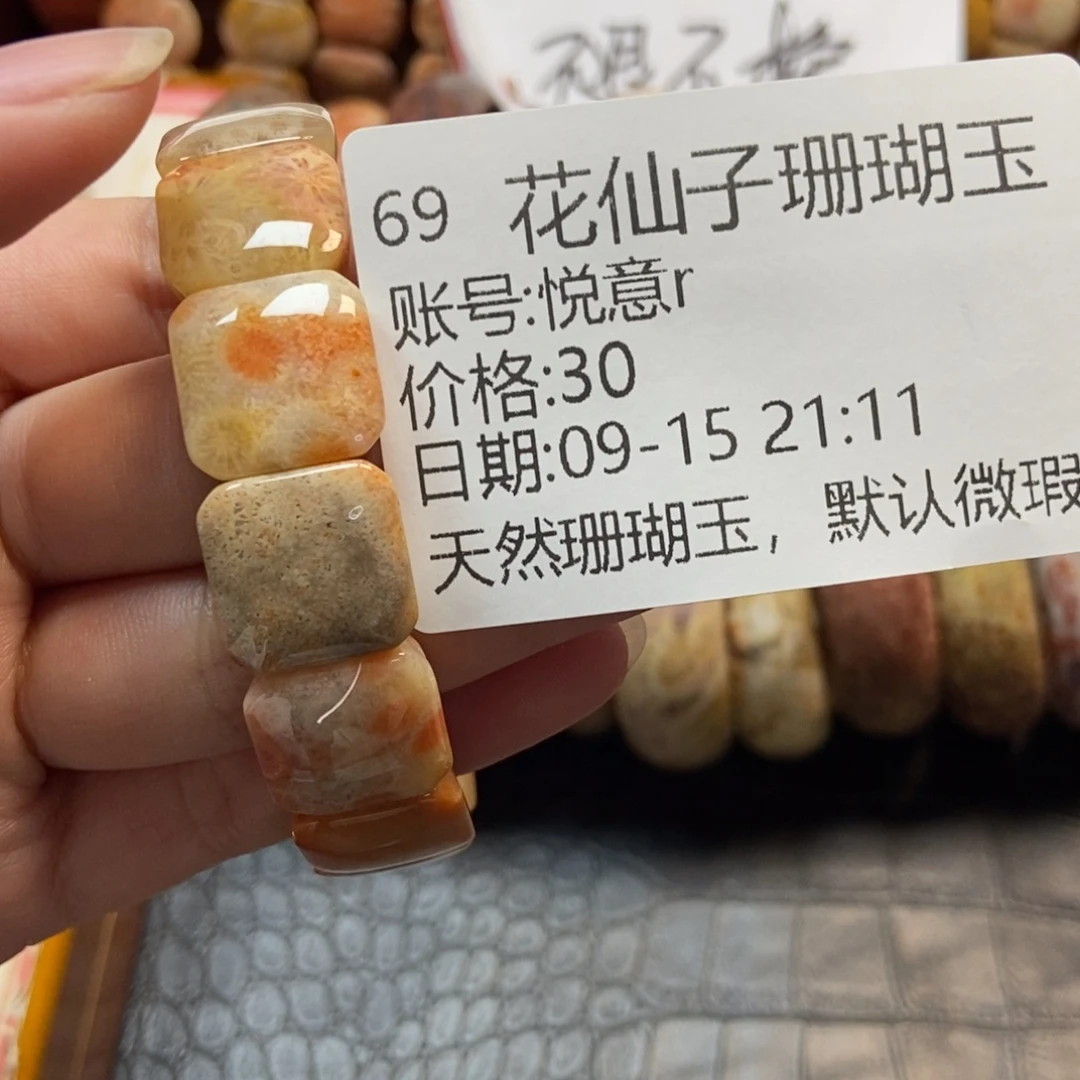 69 花仙子珊瑚玉
账号:悦意r
价格:30
日期:09-15 21:11
天然珊瑚玉，默认微瑕